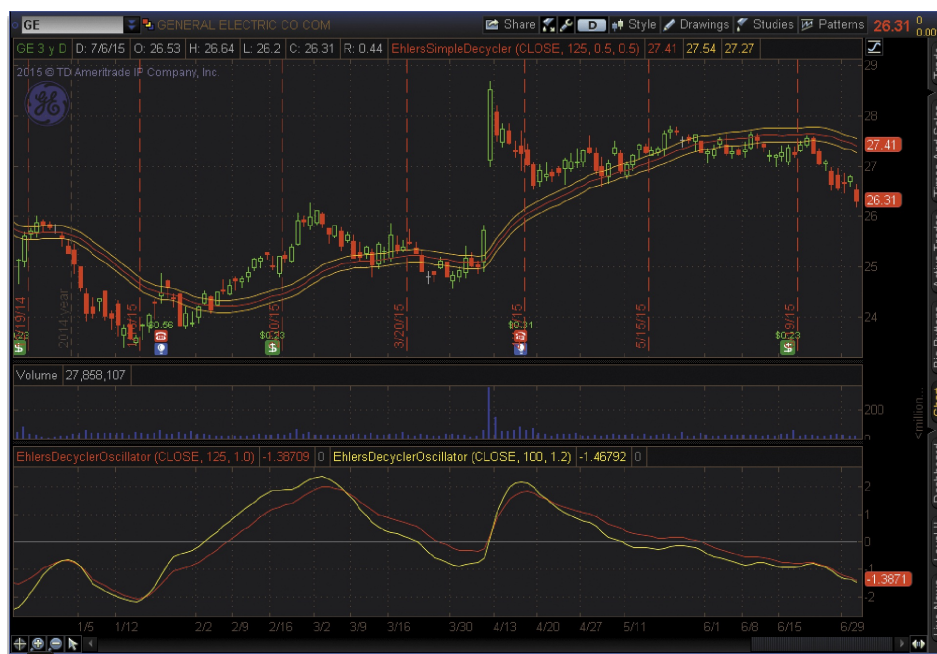 GE GENERAL ELECTRIC CO COM Share D Style Drawings Studies Patterns 26.31 0 0.00
GE 3 y D D: 7/6/15 O: 26.53 H: 26.64 L: 26.2 C: 26.31 R: 0.44 EhlersSimpleDecycler (CLOSE, 125, 0.5, 0.5) 27.41 27.54 27.27
2015 © TD Ameritrade IP Company, Inc.
29
28
27.41
27
26.31
26
25
24
2014 year
3/20/15
5/15/15
$0.56
$0.23
$0.31
$0.23
Volume 27,858,107
200
0
<million...
EhlersDecyclerOscillator (CLOSE, 125, 1.0) -1.38709 0 EhlersDecyclerOscillator (CLOSE, 100, 1.2) -1.46792 0
2
1
0
-1.3871
-2
1/5 1/12 2/2 2/9 2/16 3/2 3/9 3/16 3/30 4/13 4/20 4/27 5/11 6/1 6/8 6/15 6/29